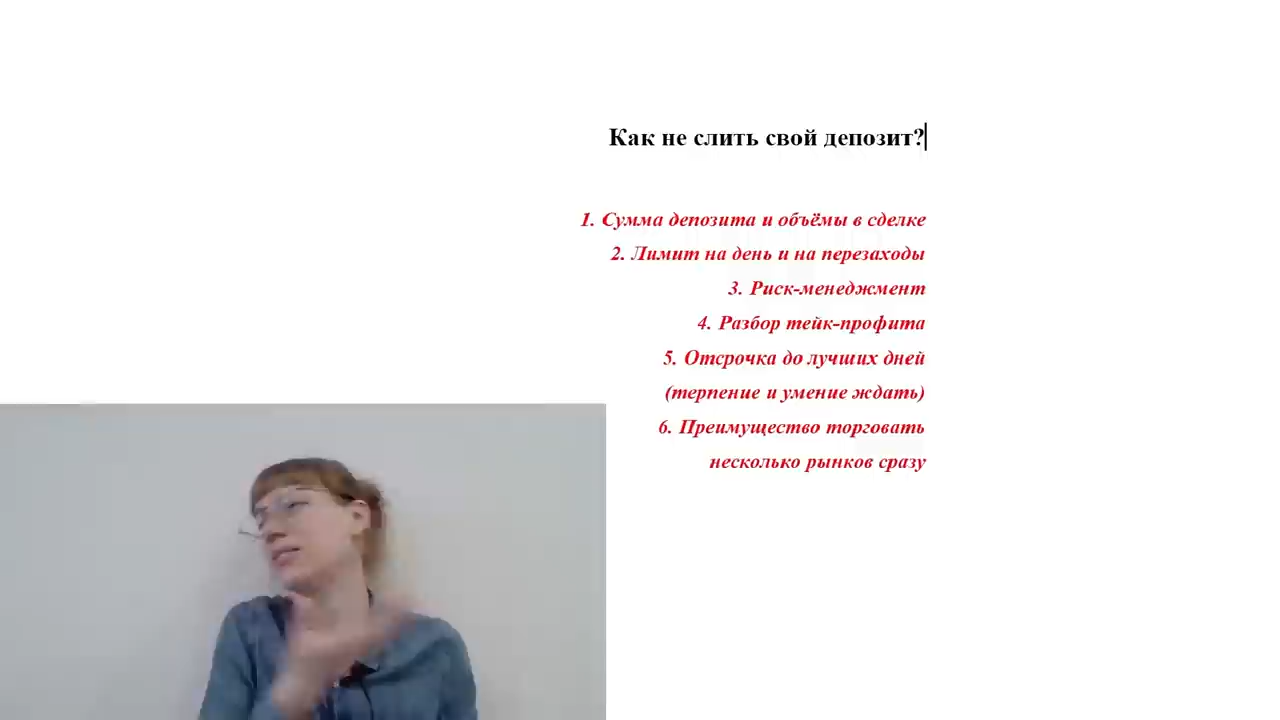 Как не слить свой депозит?
1. Сумма депозита и объёмы в сделке
2. Лимит на день и на перезаходы
3. Риск-менеджмент
4. Разбор тейк-профита
5. Отсрочка до лучших дней
(терпение и умение ждать)
6. Преимущество торговать
несколько рынков сразу